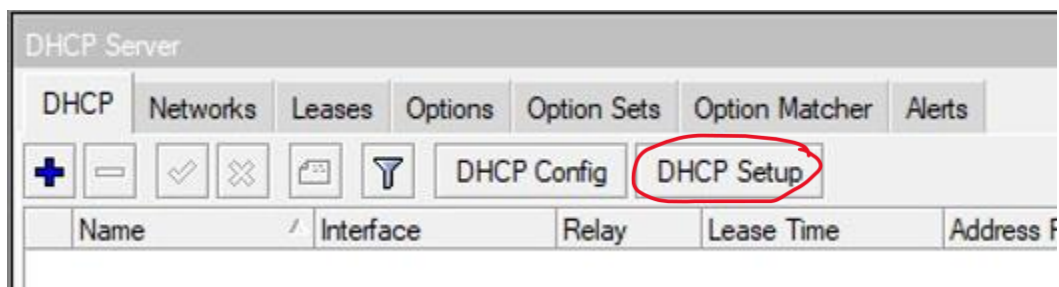 DHCP Server
DHCP Networks Leases Options Option Sets Option Matcher Alerts
DHCP Config DHCP Setup
Name Interface Relay Lease Time Address